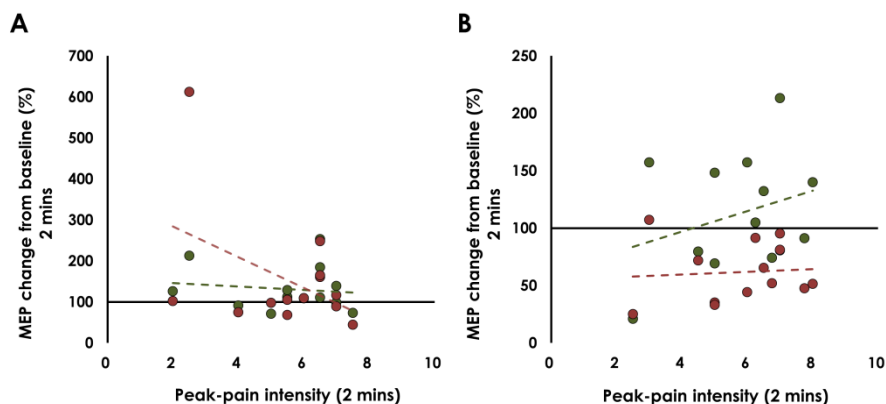 A
700
600
500
400
300
200
100
0
0 2 4 6 8 10
MEP change from baseline (%)
2 mins
Peak-pain intensity (2 mins)
B
250
200
150
100
50
0
0 2 4 6 8 10
MEP change from baseline (%)
2 mins
Peak-pain intensity (2 mins)